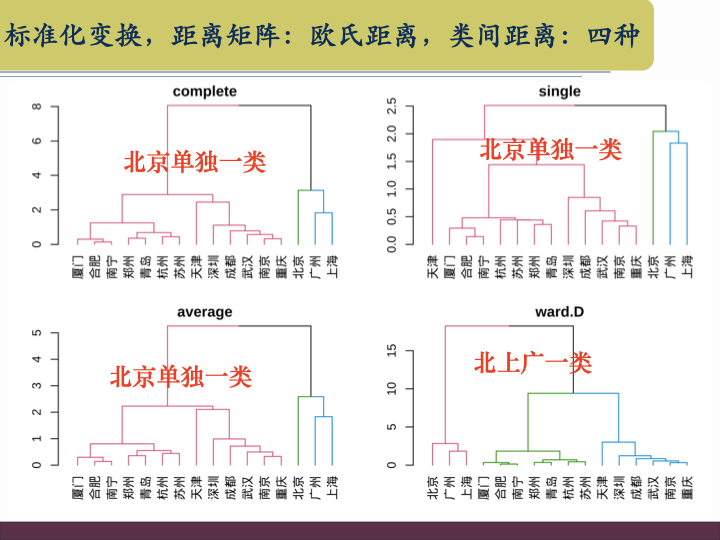 标准化变换，距离矩阵：欧氏距离，类间距离：四种
complete
北京单独一类
8
6
4
2
0
厦门 合肥 南宁 郑州 青岛 杭州 苏州 天津 深圳 成都 武汉 南京 重庆 北京 广州 上海
single
北京单独一类
2.5
2.0
1.5
1.0
0.5
0.0
天津 厦门 合肥 南宁 杭州 苏州 郑州 青岛 深圳 成都 武汉 南京 重庆 北京 广州 上海
average
北京单独一类
5
4
3
2
1
0
厦门 合肥 南宁 郑州 青岛 杭州 苏州 天津 深圳 成都 武汉 南京 重庆 北京 广州 上海
ward.D
北上广一类
15
10
5
0
北京 广州 上海 厦门 合肥 南宁 郑州 青岛 杭州 苏州 天津 深圳 成都 武汉 南京 重庆